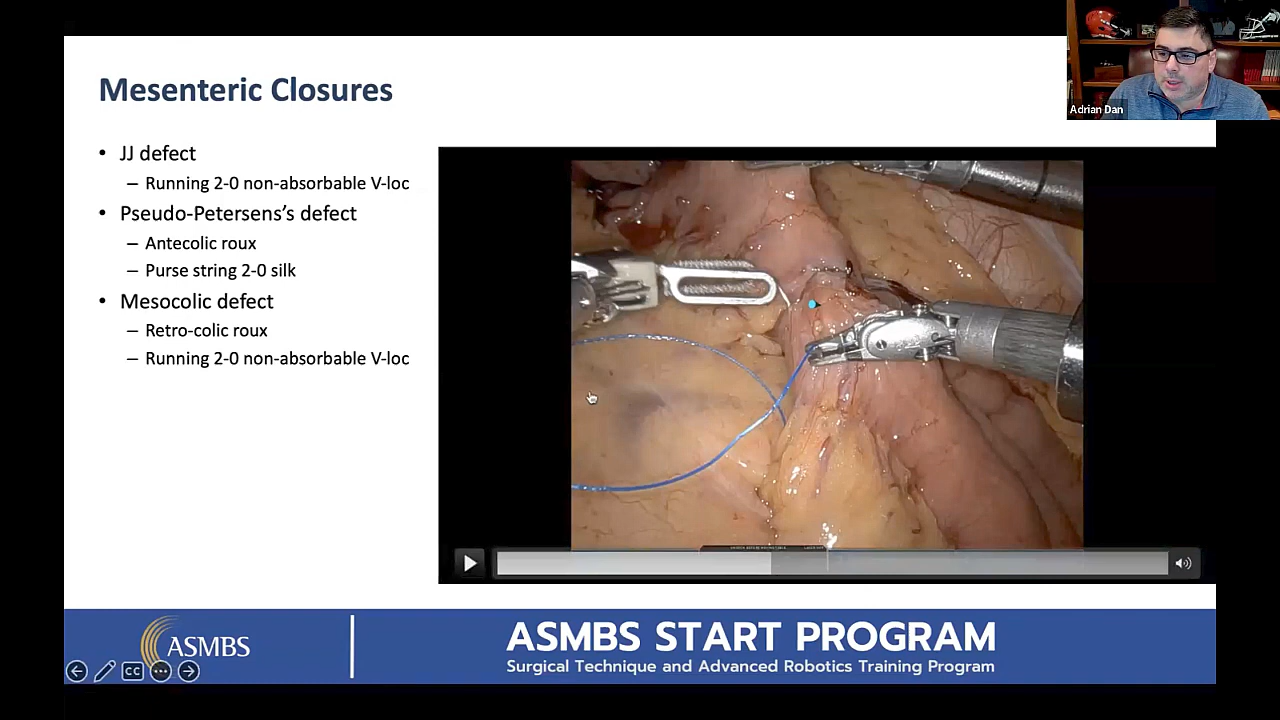 Mesenteric Closures
Adrian Dan
• JJ defect
– Running 2-0 non-absorbable V-loc
• Pseudo-Petersens’s defect
– Antecolic roux
– Purse string 2-0 silk
• Mesocolic defect
– Retro-colic roux
– Running 2-0 non-absorbable V-loc
ASMBS
ASMBS START PROGRAM
Surgical Technique and Advanced Robotics Training Program
CC